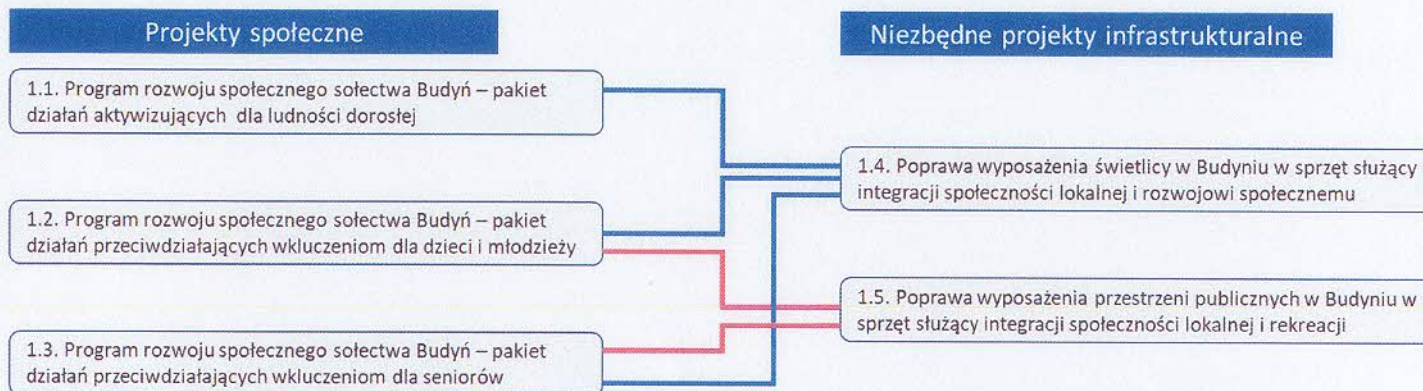 Projekty społeczne
1.1. Program rozwoju społecznego sołectwa Budyń – pakiet
działań aktywizujących dla ludności dorosłej
1.2. Program rozwoju społecznego sołectwa Budyń – pakiet
działań przeciwdziałających wkluczeniom dla dzieci i młodzieży
1.3. Program rozwoju społecznego sołectwa Budyń – pakiet
działań przeciwdziałających wkluczeniom dla seniorów
Niezbędne projekty infrastrukturalne
1.4. Poprawa wyposażenia świetlicy w Budyniu w sprzęt służący
integracji społeczności lokalnej i rozwojowi społecznemu
1.5. Poprawa wyposażenia przestrzeni publicznych w Budyniu w
sprzęt służący integracji społeczności lokalnej i rekreacji